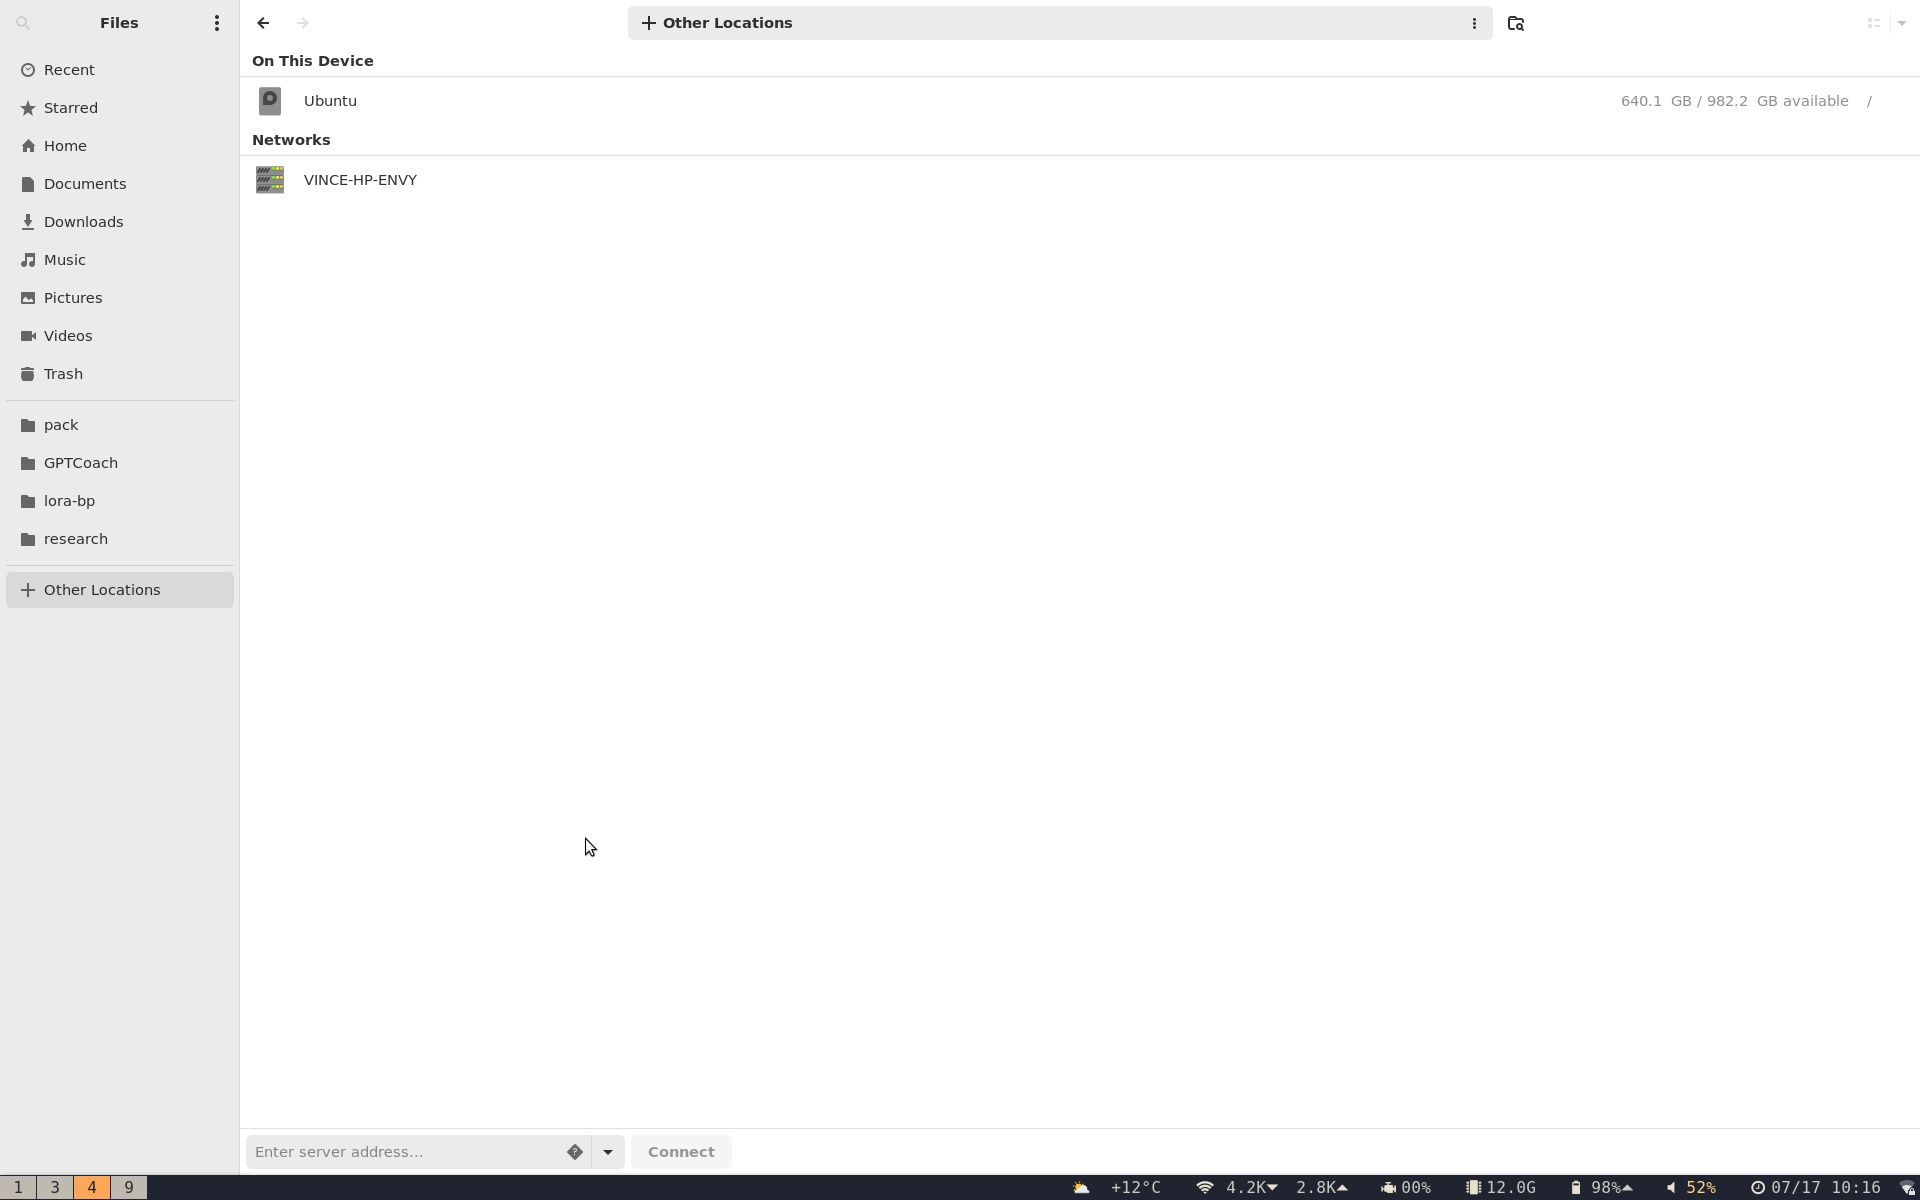 Files
Other Locations
Recent
Starred
Home
Documents
Downloads
Music
Pictures
Videos
Trash
pack
GPTCoach
lora-bp
research
Other Locations
On This Device
Ubuntu 640.1 GB / 982.2 GB available /
Networks
VINCE-HP-ENVY
Enter server address... Connect
1 3 4 9 +12°C 4.2K 2.8K 00% 12.0G 98% 52% 07/17 10:16